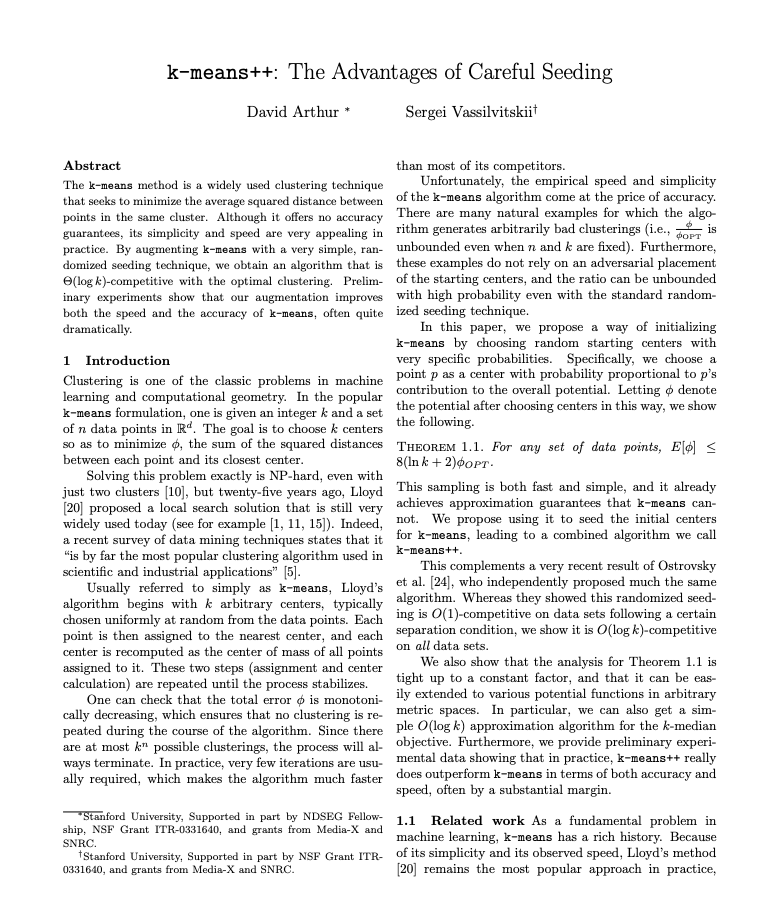 k-means++: The Advantages of Careful Seeding
David Arthur * Sergei Vassilvitskii†
Abstract
The k-means method is a widely used clustering technique
that seeks to minimize the average squared distance between
points in the same cluster. Although it offers no accuracy
guarantees, its simplicity and speed are very appealing in
practice. By augmenting k-means with a very simple, ran-
domized seeding technique, we obtain an algorithm that is
Θ(log k)-competitive with the optimal clustering. Prelim-
inary experiments show that our augmentation improves
both the speed and the accuracy of k-means, often quite
dramatically.
1 Introduction
Clustering is one of the classic problems in machine
learning and computational geometry. In the popular
k-means formulation, one is given an integer k and a set
of n data points in ℝᵈ. The goal is to choose k centers
so as to minimize φ, the sum of the squared distances
between each point and its closest center.
Solving this problem exactly is NP-hard, even with
just two clusters [10], but twenty-five years ago, Lloyd
[20] proposed a local search solution that is still very
widely used today (see for example [1, 11, 15]). Indeed,
a recent survey of data mining techniques states that it
“is by far the most popular clustering algorithm used in
scientific and industrial applications” [5].
Usually referred to simply as k-means, Lloyd’s
algorithm begins with k arbitrary centers, typically
chosen uniformly at random from the data points. Each
point is then assigned to the nearest center, and each
center is recomputed as the center of mass of all points
assigned to it. These two steps (assignment and center
calculation) are repeated until the process stabilizes.
One can check that the total error φ is monotoni-
cally decreasing, which ensures that no clustering is re-
peated during the course of the algorithm. Since there
are at most kⁿ possible clusterings, the process will al-
ways terminate. In practice, very few iterations are usu-
ally required, which makes the algorithm much faster
*Stanford University, Supported in part by NDSEG Fellow-
ship, NSF Grant ITR-0331640, and grants from Media-X and
SNRC.
†Stanford University, Supported in part by NSF Grant ITR-
0331640, and grants from Media-X and SNRC.
than most of its competitors.
Unfortunately, the empirical speed and simplicity
of the k-means algorithm come at the price of accuracy.
There are many natural examples for which the algo-
rithm generates arbitrarily bad clusterings (i.e., φ/φOPT is
unbounded even when n and k are fixed). Furthermore,
these examples do not rely on an adversarial placement
of the starting centers, and the ratio can be unbounded
with high probability even with the standard random-
ized seeding technique.
In this paper, we propose a way of initializing
k-means by choosing random starting centers with
very specific probabilities. Specifically, we choose a
point p as a center with probability proportional to p’s
contribution to the overall potential. Letting φ denote
the potential after choosing centers in this way, we show
the following.
Theorem 1.1. For any set of data points, E[φ] ≤
8(ln k + 2)φOPT.
This sampling is both fast and simple, and it already
achieves approximation guarantees that k-means can-
not. We propose using it to seed the initial centers
for k-means, leading to a combined algorithm we call
k-means++.
This complements a very recent result of Ostrovsky
et al. [24], who independently proposed much the same
algorithm. Whereas they showed this randomized seed-
ing is O(1)-competitive on data sets following a certain
separation condition, we show it is O(log k)-competitive
on all data sets.
We also show that the analysis for Theorem 1.1 is
tight up to a constant factor, and that it can be eas-
ily extended to various potential functions in arbitrary
metric spaces. In particular, we can also get a sim-
ple O(log k) approximation algorithm for the k-median
objective. Furthermore, we provide preliminary experi-
mental data showing that in practice, k-means++ really
does outperform k-means in terms of both accuracy and
speed, often by a substantial margin.
1.1 Related work As a fundamental problem in
machine learning, k-means has a rich history. Because
of its simplicity and its observed speed, Lloyd’s method
[20] remains the most popular approach in practice,